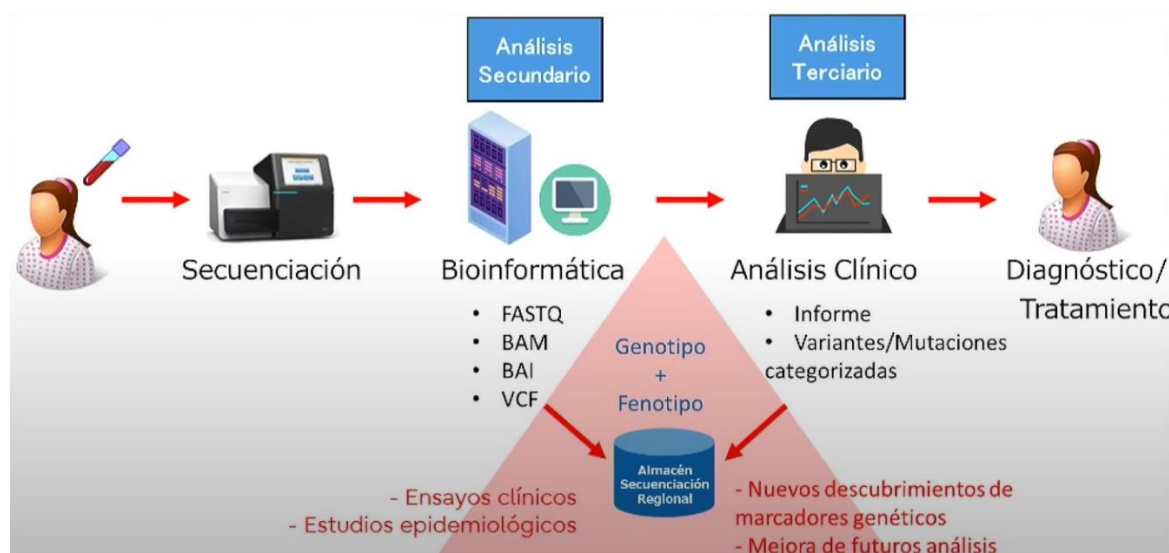 Análisis
Secundario
Análisis
Terciario
Secuenciación
Bioinformática
• FASTQ
• BAM
• BAI
• VCF
Análisis Clínico
• Informe
• Variantes/Mutaciones
categorizadas
Diagnóstico/
Tratamiento
Genotipo
+
Fenotipo
Almacén
Secuenciación
Regional
- Ensayos clínicos
- Estudios epidemiológicos
- Nuevos descubrimientos de
marcadores genéticos
- Mejora de futuros análisis